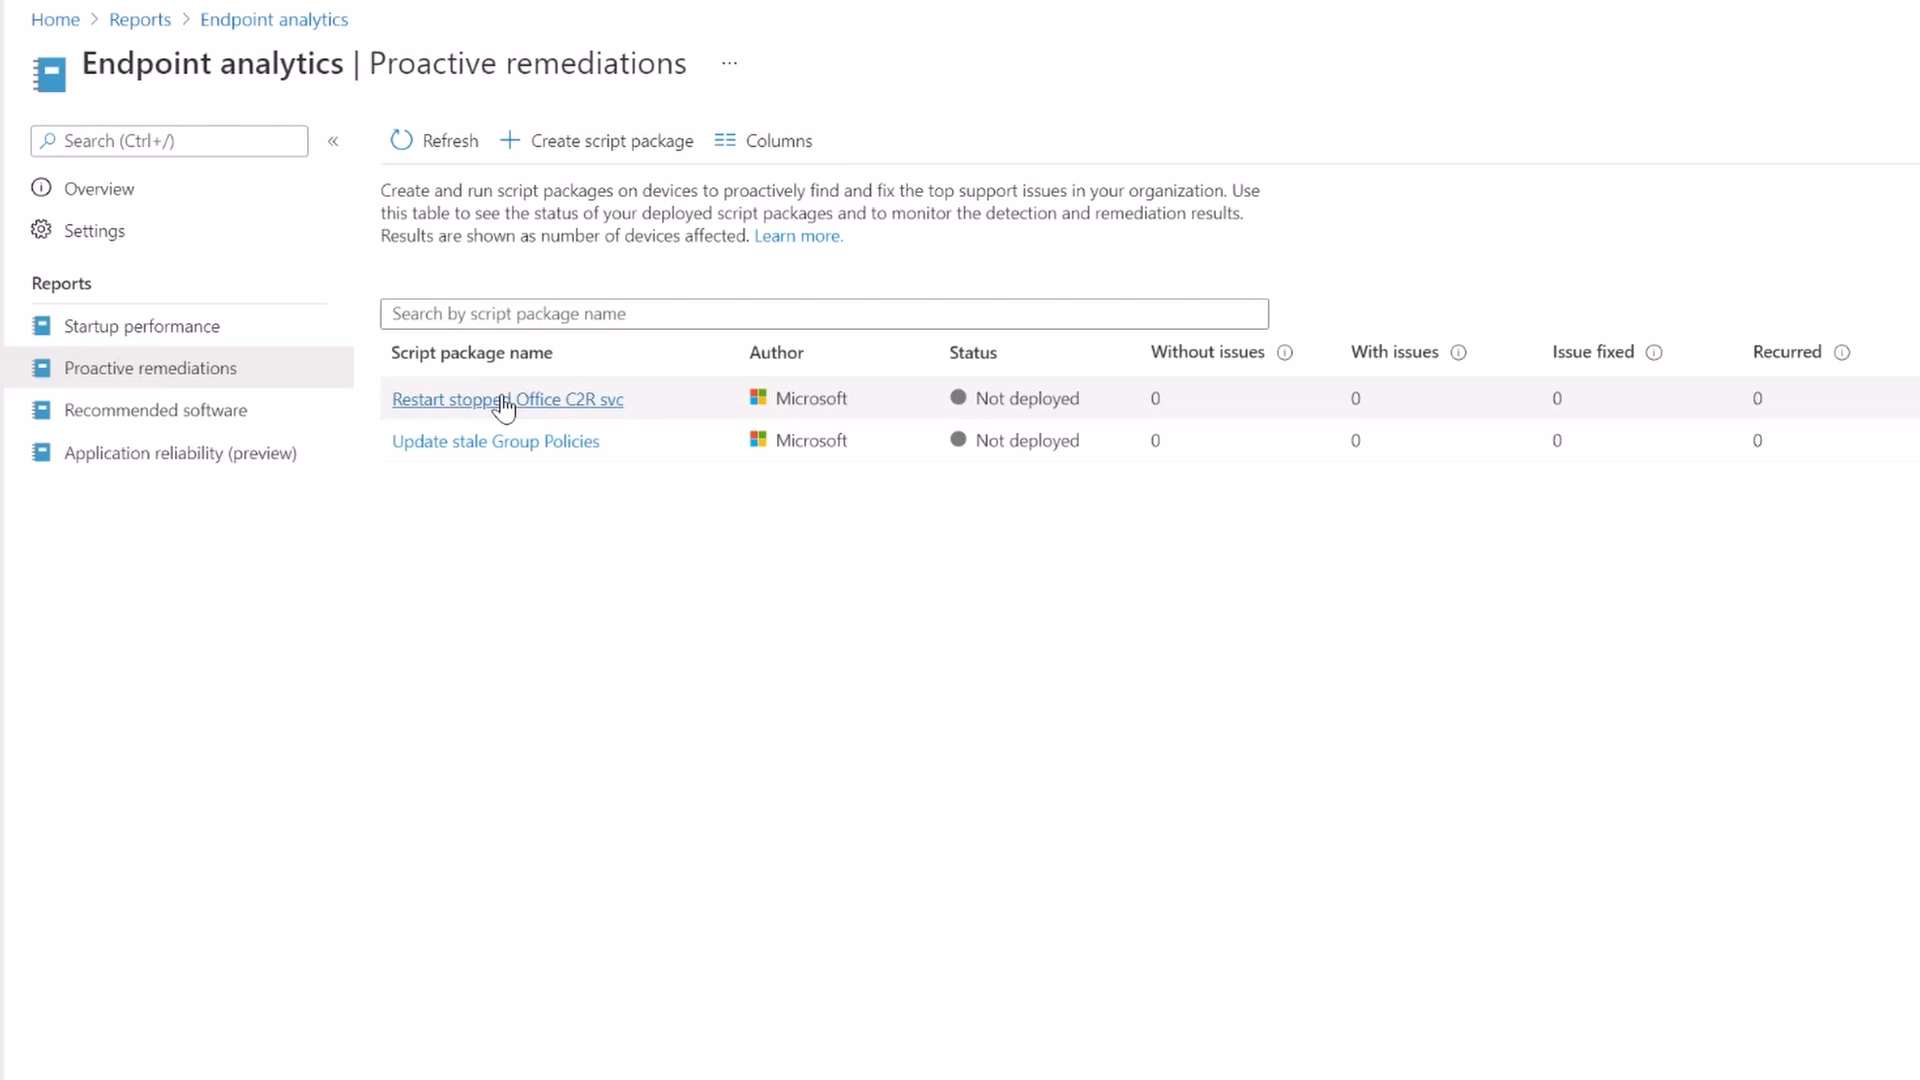 Home > Reports > Endpoint analytics
Endpoint analytics | Proactive remediations ...
Search (Ctrl+/) «
Overview
Settings
Reports
Startup performance
Proactive remediations
Recommended software
Application reliability (preview)
Refresh + Create script package Columns
Create and run script packages on devices to proactively find and fix the top support issues in your organization. Use
this table to see the status of your deployed script packages and to monitor the detection and remediation results.
Results are shown as number of devices affected. Learn more.
Search by script package name
Script package name Author Status Without issues With issues Issue fixed Recurred
Restart stopped Office C2R svc Microsoft Not deployed 0 0 0 0
Update stale Group Policies Microsoft Not deployed 0 0 0 0